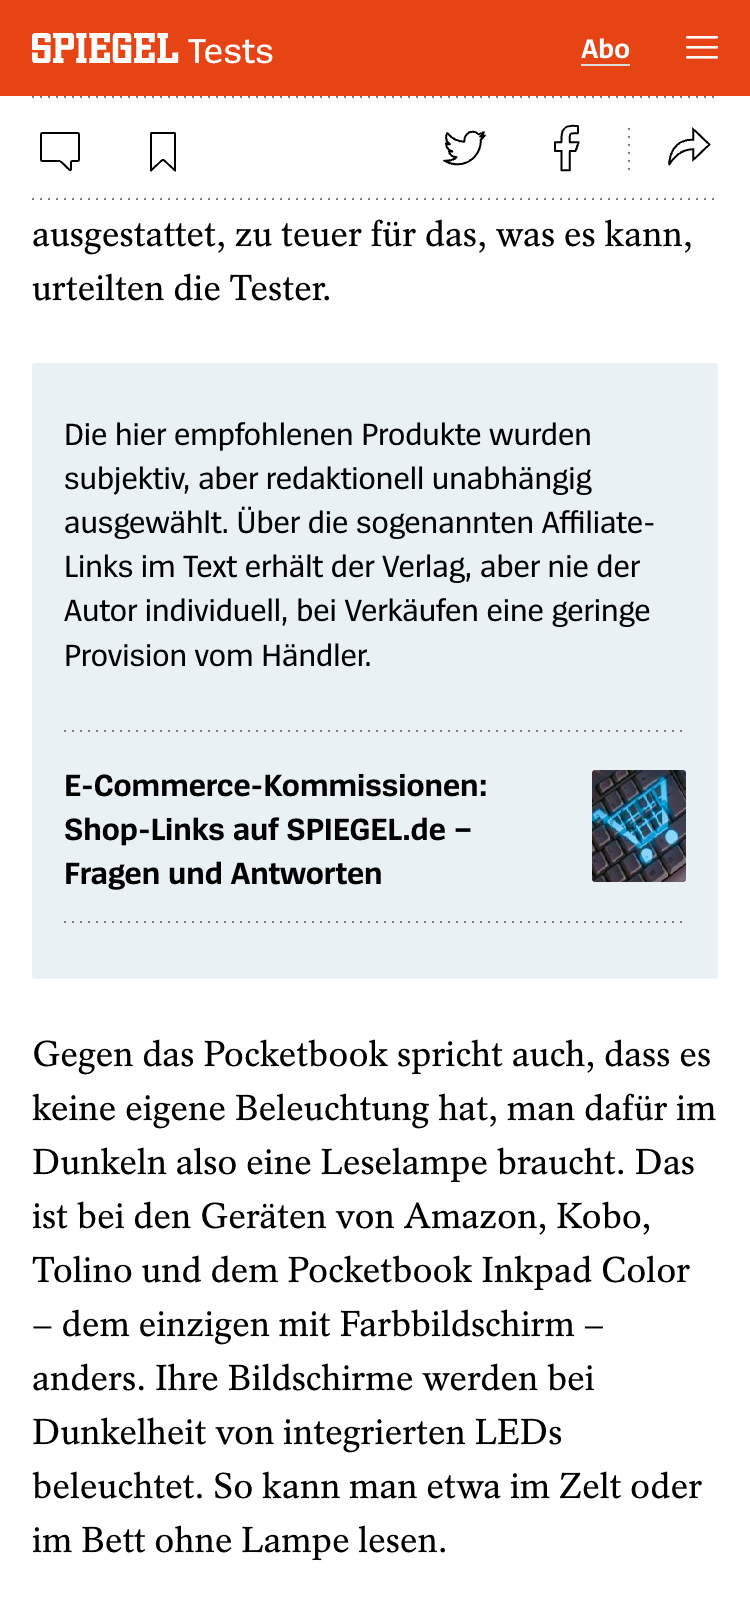 SPIEGEL Tests
Abo
ausgestattet, zu teuer für das, was es kann,
urteilten die Tester.
Die hier empfohlenen Produkte wurden
subjektiv, aber redaktionell unabhängig
ausgewählt. Über die sogenannten Affiliate-
Links im Text erhält der Verlag, aber nie der
Autor individuell, bei Verkäufen eine geringe
Provision vom Händler.
E-Commerce-Kommissionen:
Shop-Links auf SPIEGEL.de –
Fragen und Antworten
Gegen das Pocketbook spricht auch, dass es
keine eigene Beleuchtung hat, man dafür im
Dunkeln also eine Leselampe braucht. Das
ist bei den Geräten von Amazon, Kobo,
Tolino und dem Pocketbook Inkpad Color
– dem einzigen mit Farbbildschirm –
anders. Ihre Bildschirme werden bei
Dunkelheit von integrierten LEDs
beleuchtet. So kann man etwa im Zelt oder
im Bett ohne Lampe lesen.